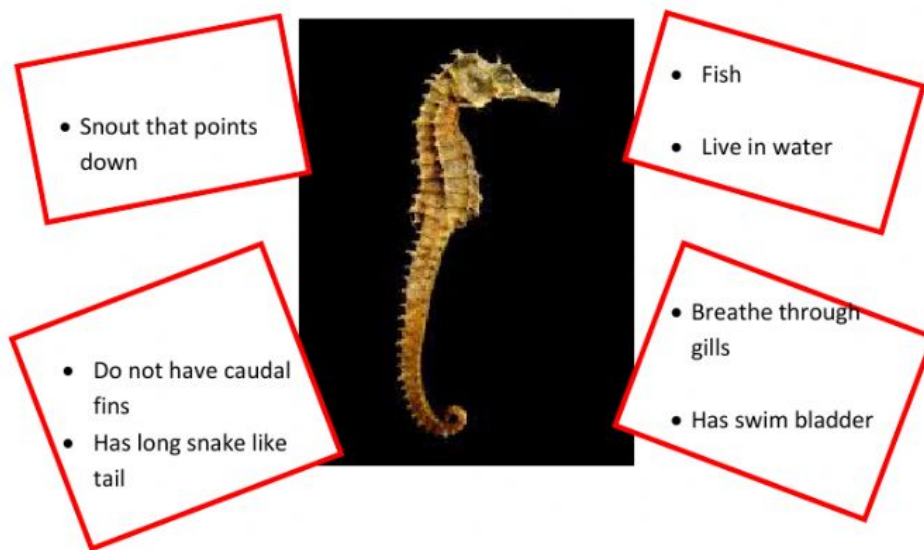 • Snout that points
down
• Fish
• Live in water
• Do not have caudal
fins
• Has long snake like
tail
• Breathe through
gills
• Has swim bladder